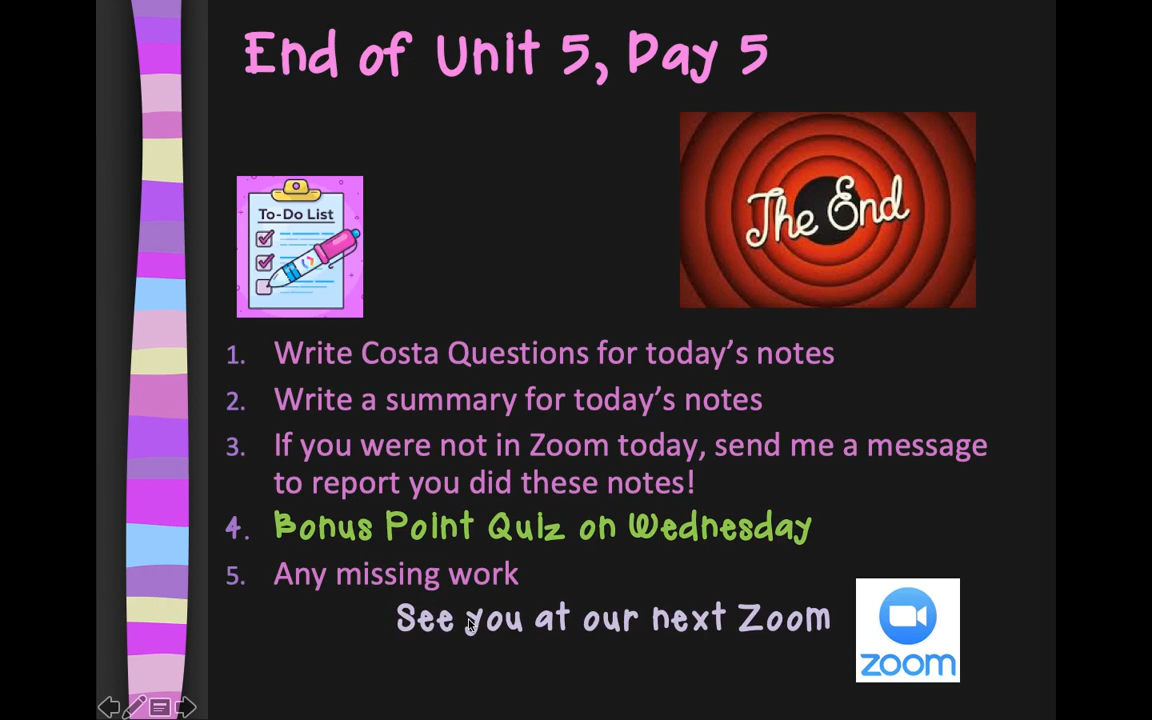 End of Unit 5, Day 5
To-Do List
The End
1. Write Costa Questions for today's notes
2. Write a summary for today's notes
3. If you were not in Zoom today, send me a message
to report you did these notes!
4. Bonus Point Quiz on Wednesday
5. Any missing work
See you at our next Zoom
zoom